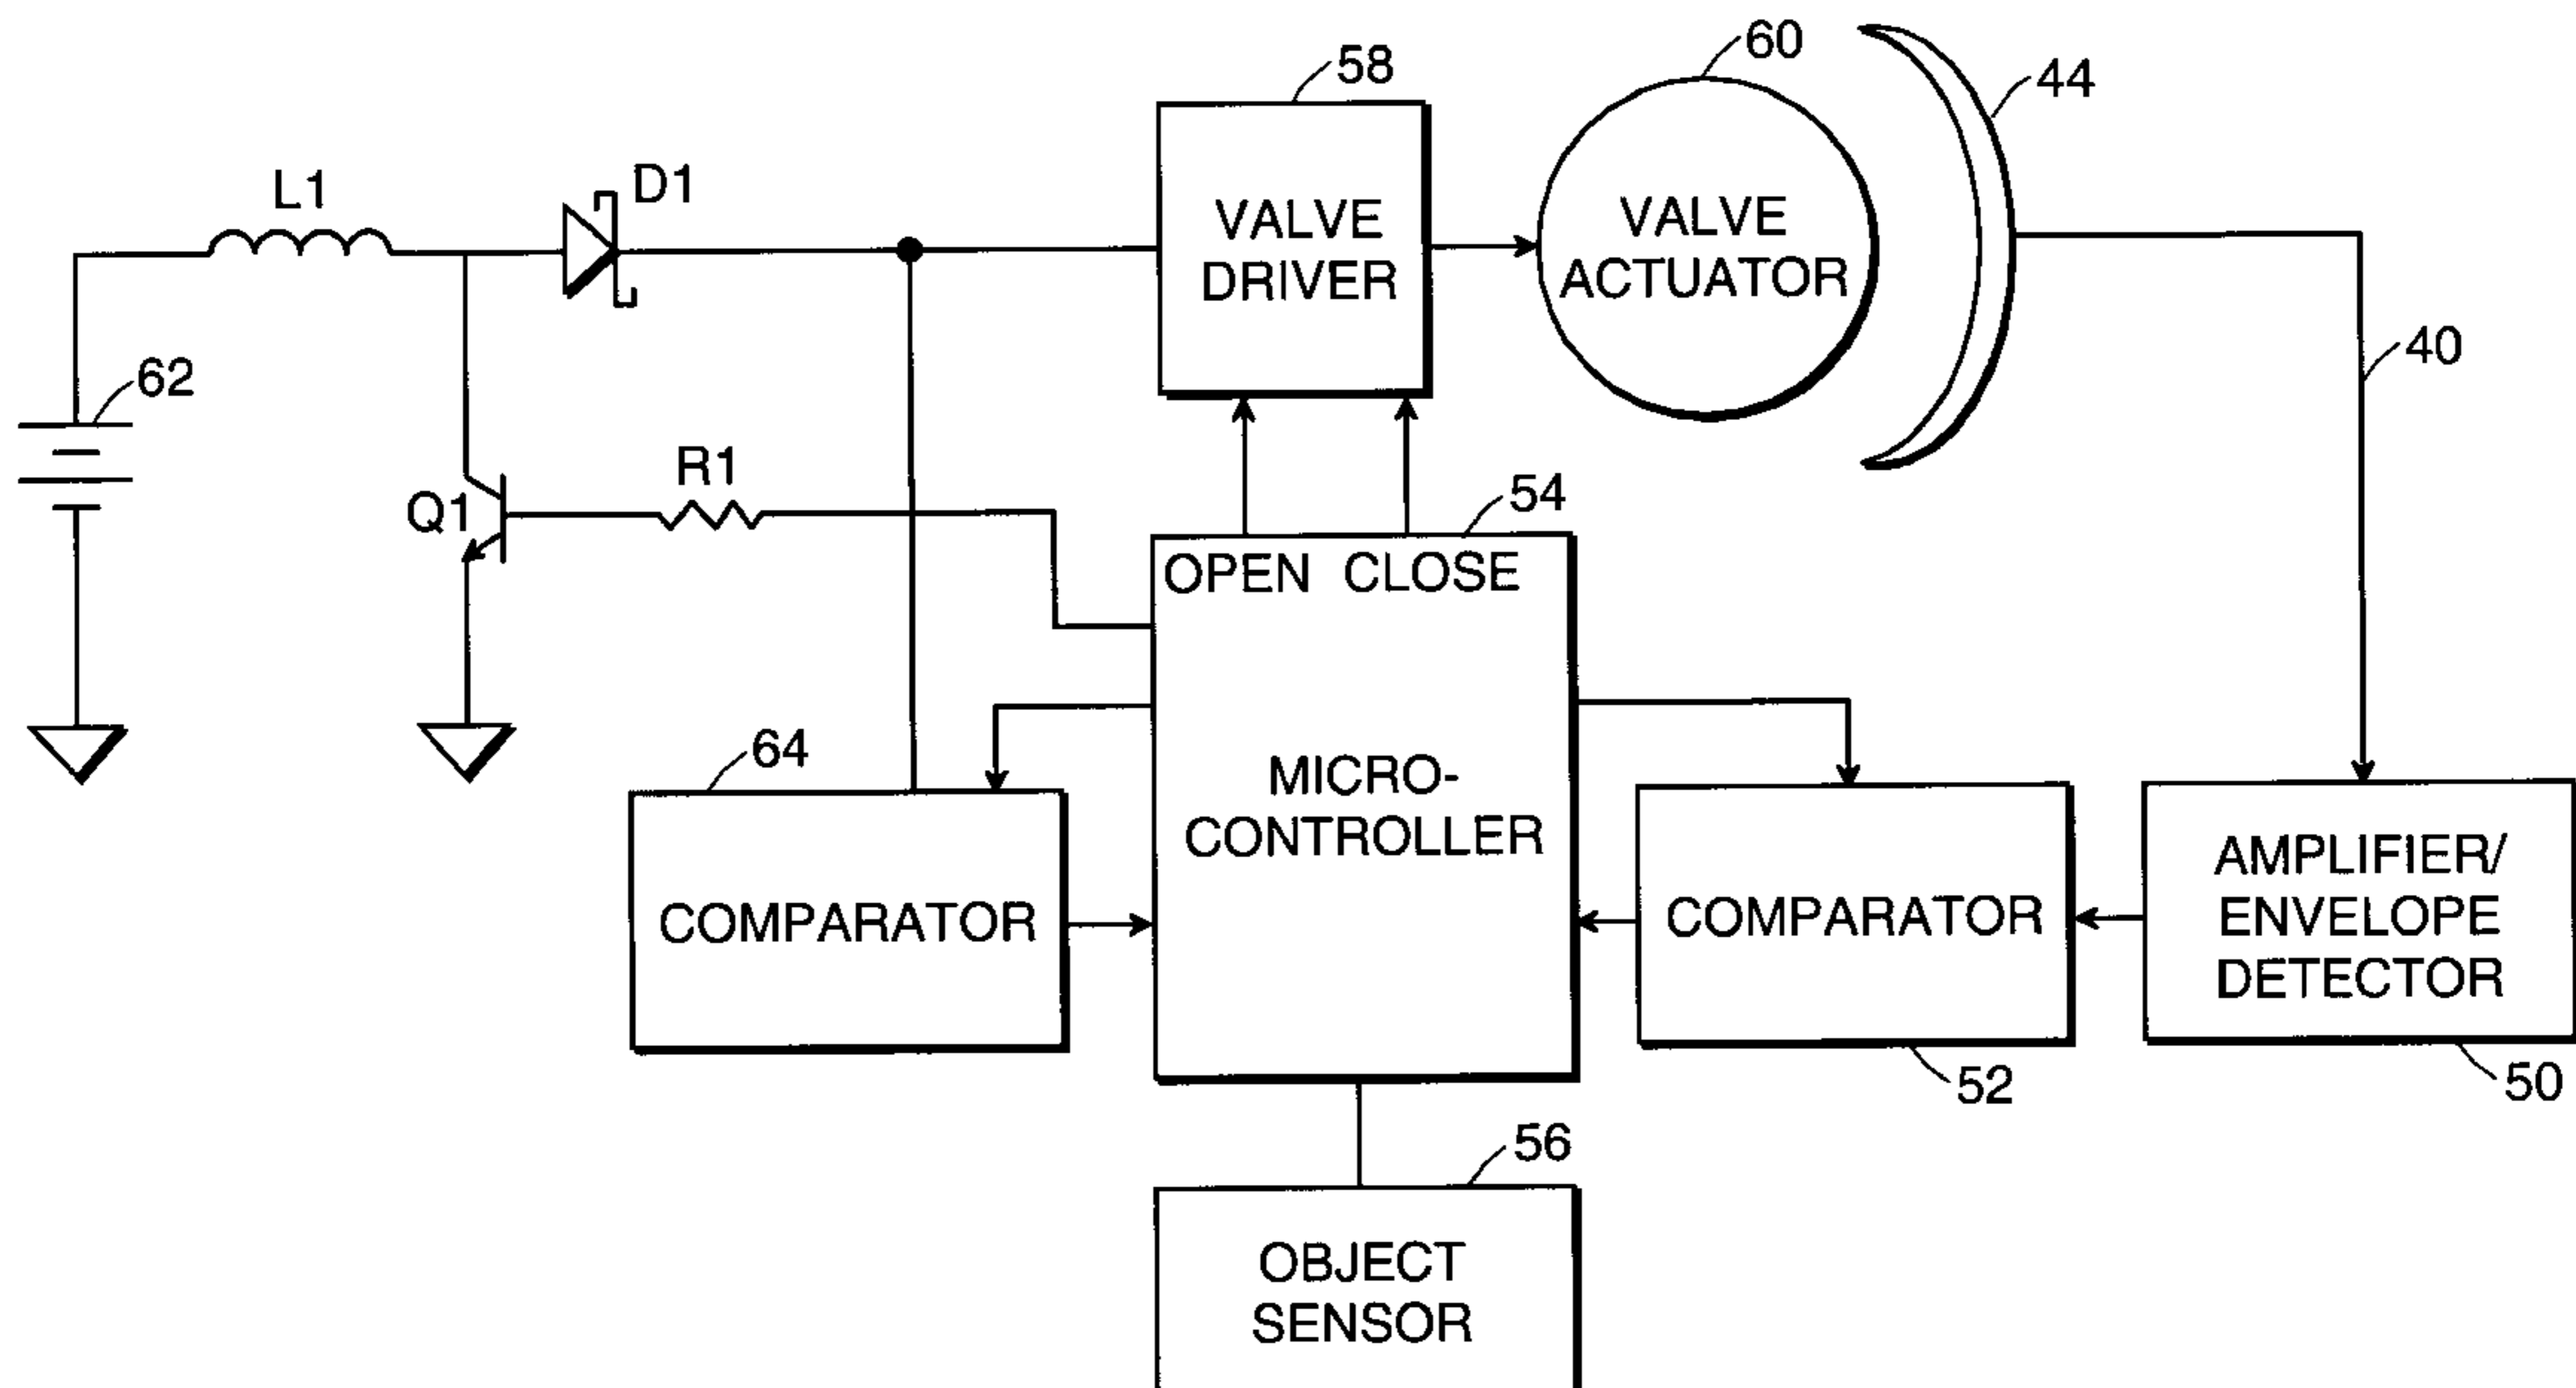 60
58
44
L1
D1
VALVE
DRIVER
VALVE
ACTUATOR
40
62
R1
54
Q1
OPEN CLOSE
64
MICRO-
CONTROLLER
COMPARATOR
COMPARATOR
AMPLIFIER/
ENVELOPE
DETECTOR
52
50
56
OBJECT
SENSOR